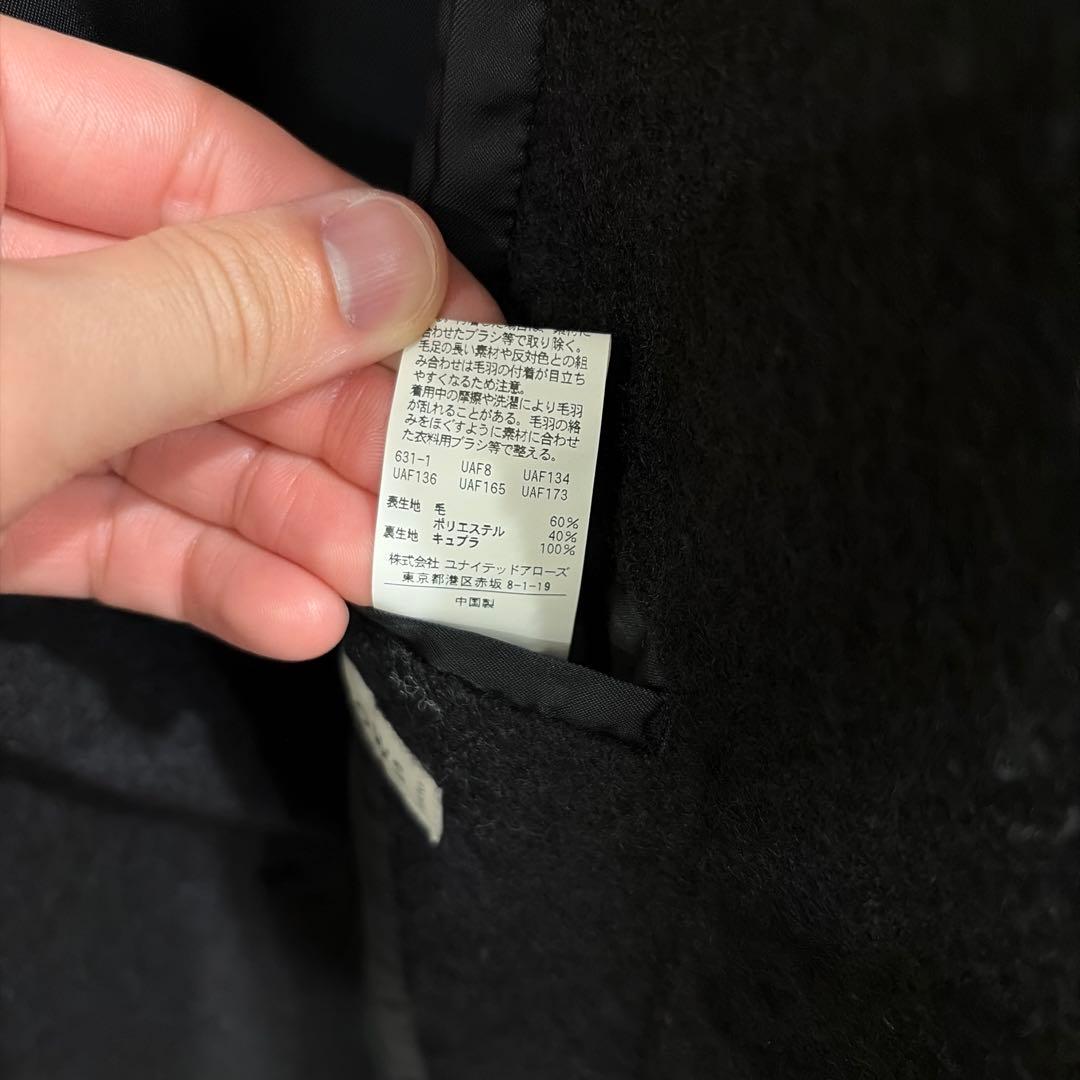 合わせたブラシ等で取り除く。
毛足の長い素材や反対色との組
み合わせは毛羽の付着が目立ち
やすくなるため注意。
着用中の摩擦や洗濯により毛羽
が乱れることがある。毛羽の絡
みをほぐすように素材に合わせ
た衣料用ブラシ等で整える。
631-1 UAF8 UAF134
UAF136 UAF165 UAF173
表生地 毛 60%
ポリエステル 40%
裏生地 キュプラ 100%
株式会社 ユナイテッドアローズ
東京都港区赤坂 8-1-19
中国製